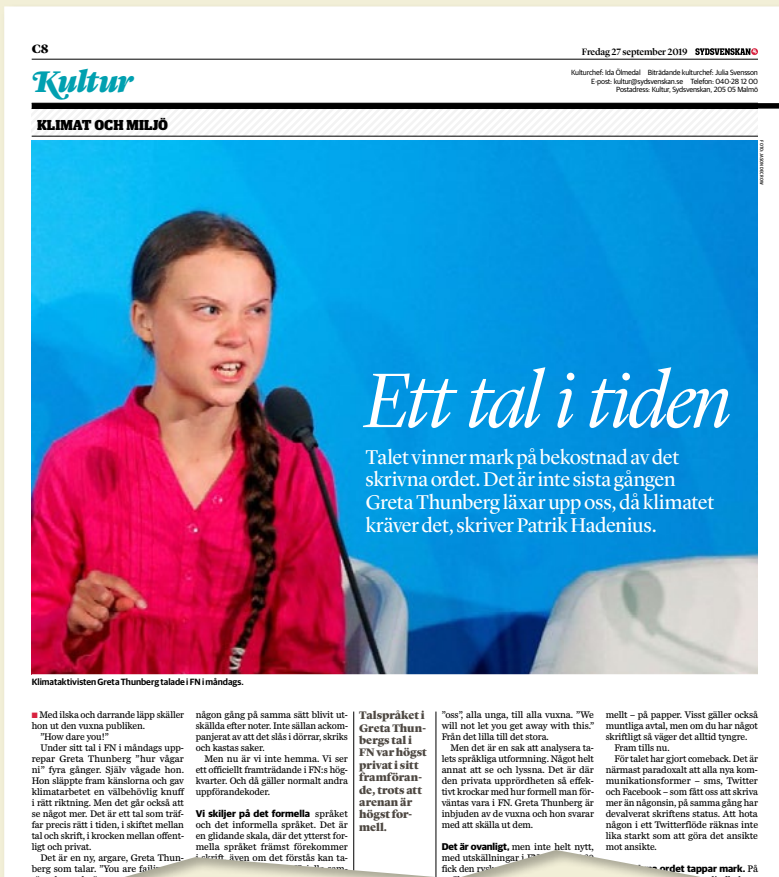 C8
Fredag 27 september 2019 SYDSVENSKAN
Kultur
Kulturchef: Ida Ölmedal Biträdande kulturchef: Julia Svensson
E-post: kultur@sydsvenskan.se Telefon: 040-28 12 00
Postadress: Kultur, Sydsvenskan, 205 05 Malmö
KLIMAT OCH MILJÖ
Ett tal i tiden
Talet vinner mark på bekostnad av det
skrivna ordet. Det är inte sista gången
Greta Thunberg läxar upp oss, då klimatet
kräver det, skriver Patrik Hadenius.
Klimataktivisten Greta Thunberg talade i FN i måndags.
Med ilska och darrande läpp skäller
hon ut den vuxna publiken.
"How dare you!"
Under sitt tal i FN i måndags upp-
repar Greta Thunberg "hur vågar
ni" fyra gånger. Själv vågade hon.
Hon släppte fram känslorna och gav
klimatarbetet en välbehövlig knuff
i rätt riktning. Men det går också att
se något mer. Det är ett tal som träf-
far precis rätt i tiden, i skiftet mellan
tal och skrift, i krocken mellan offent-
ligt och privat.
Det är en ny, argare, Greta Thun-
berg som talar. "You are
någon gång på samma sätt blivit ut-
skällda efter noter. Inte sällan ackom-
panjerat av att det slås i dörrar, skriks
och kastas saker.
Men nu är vi inte hemma. Vi ser
ett officiellt framträdande i FN:s hög-
kvarter. Och då gäller normalt andra
uppförandekoder.
Vi skiljer på det formella språket
och det informella språket. Det är
en glidande skala, där det ytterst for-
mella språket främst förekommer
i skrift, även om det förstås kan ta-
Talspråket i
Greta Thun-
bergs tal i
FN var högst
privat i sitt
framföran-
de, trots att
arenan är
högst for-
mell.
"oss", alla unga, till alla vuxna. "We
will not let you get away with this."
Från det lilla till det stora.
Men det är en sak att analysera ta-
lets språkliga utformning. Något helt
annat att se och lyssna. Det är där
den privata upprördheten så effek-
tivt krockar med hur formell man för-
väntas vara i FN. Greta Thunberg är
inbjuden av de vuxna och hon svarar
med att skälla ut dem.
Det är ovanligt, men inte helt nytt,
med utskällningar i
fick den
mellt – på papper. Visst gäller också
muntliga avtal, men om du har något
skriftligt så väger det alltid tyngre.
Fram tills nu.
För talet har gjort comeback. Det är
närmast paradoxalt att alla nya kom-
munikationsformer – sms, Twitter
och Facebook – som fått oss att skriva
mer än någonsin, på samma gång har
devalverat skriftens status. Att hota
någon i ett Twitterflöde räknas inte
lika starkt som att göra det ansikte
mot ansikte.
ordet tappar mark. På